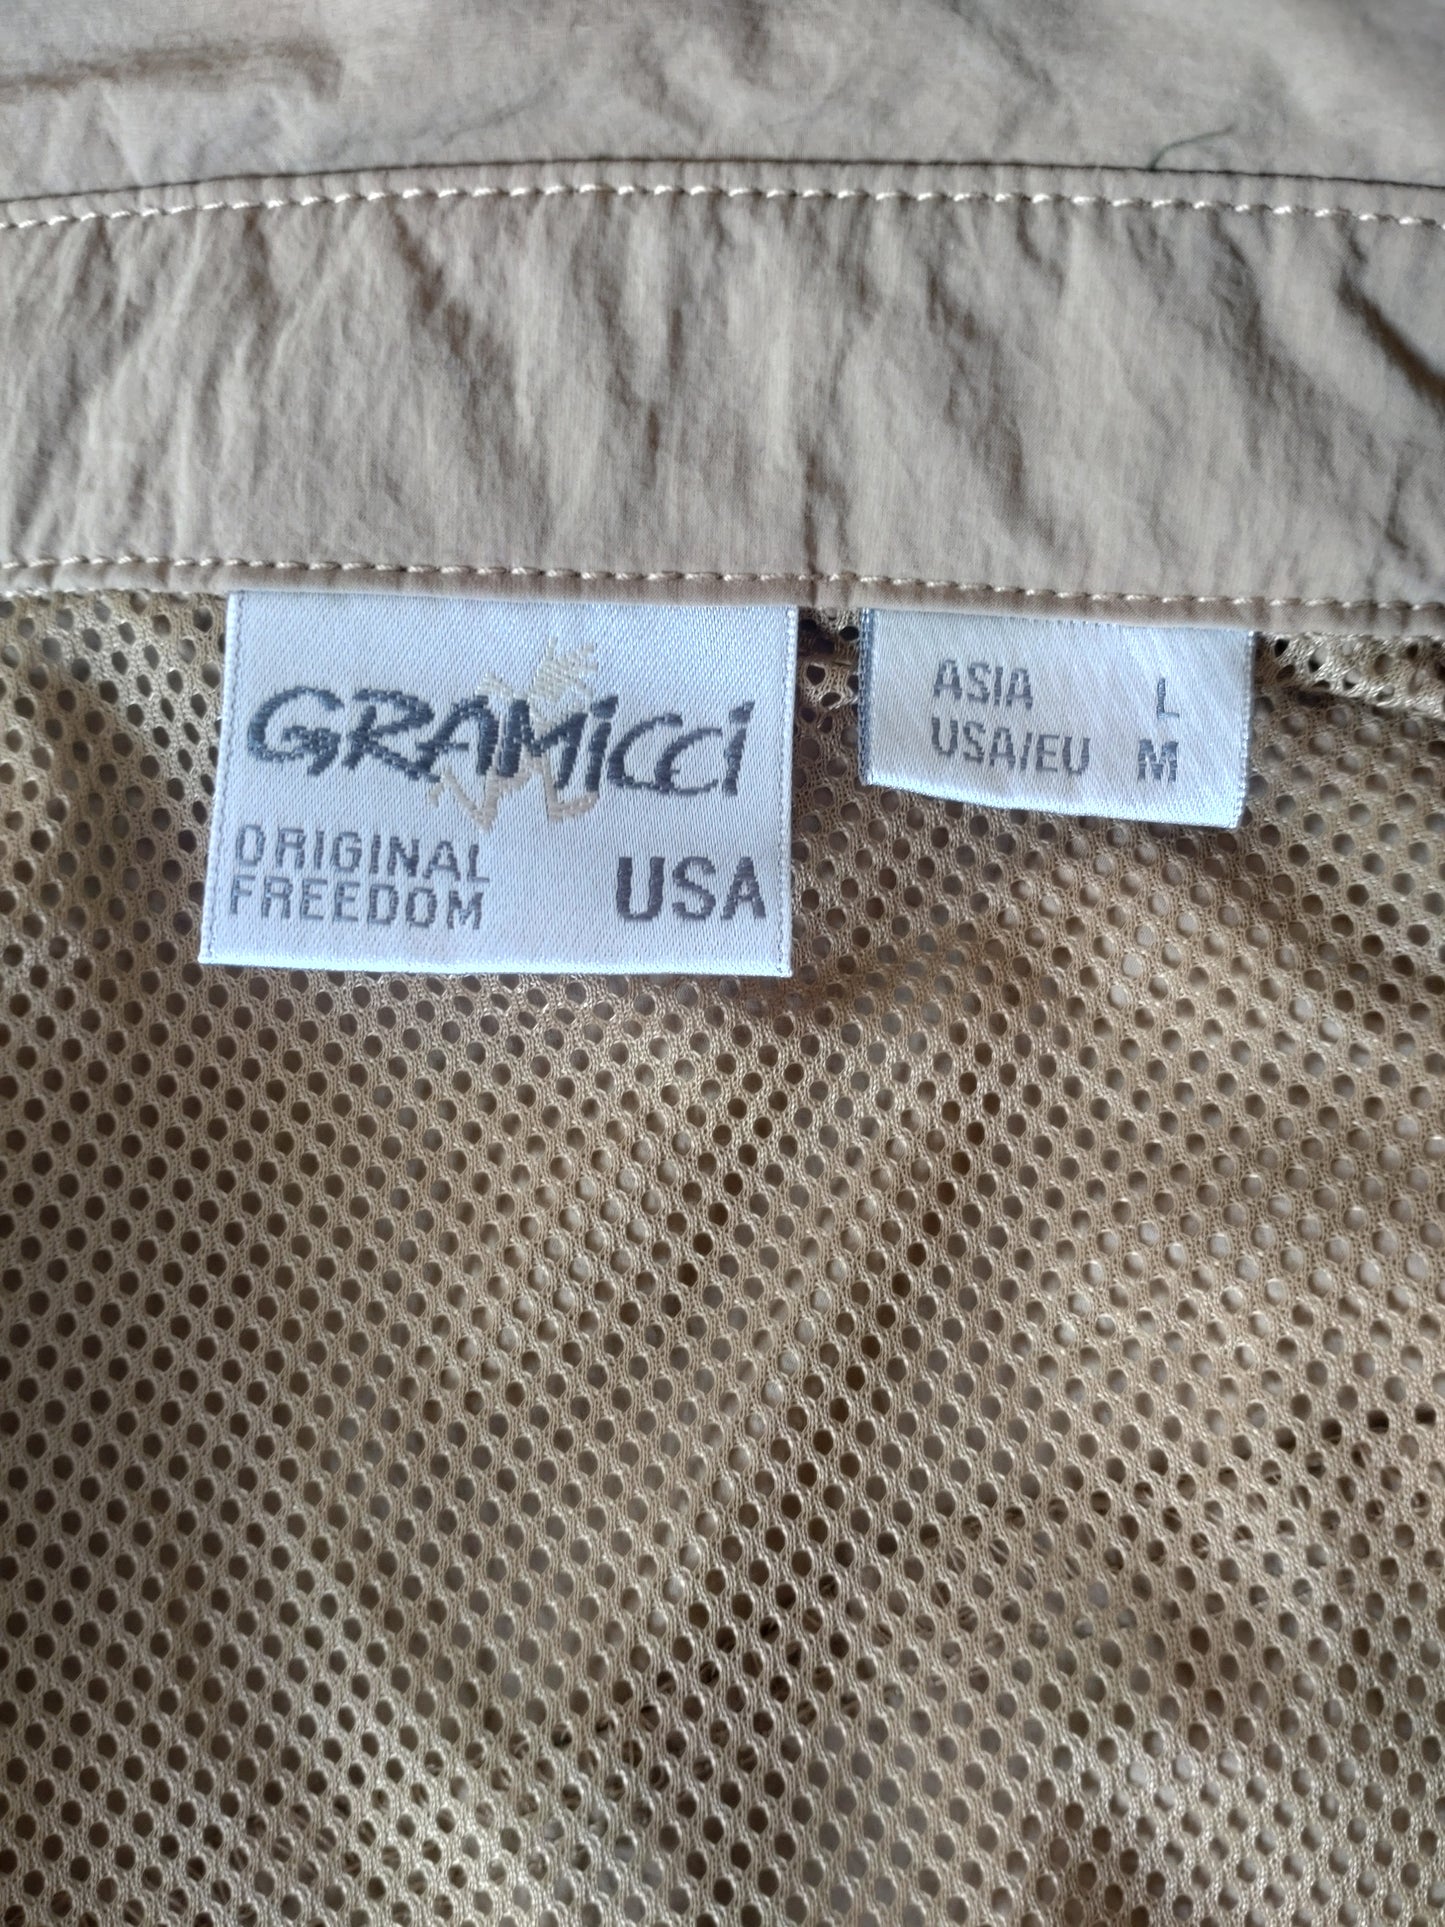 GRAMICCI
ORIGINAL
FREEDOM
USA
ASIA L
USA/EU M